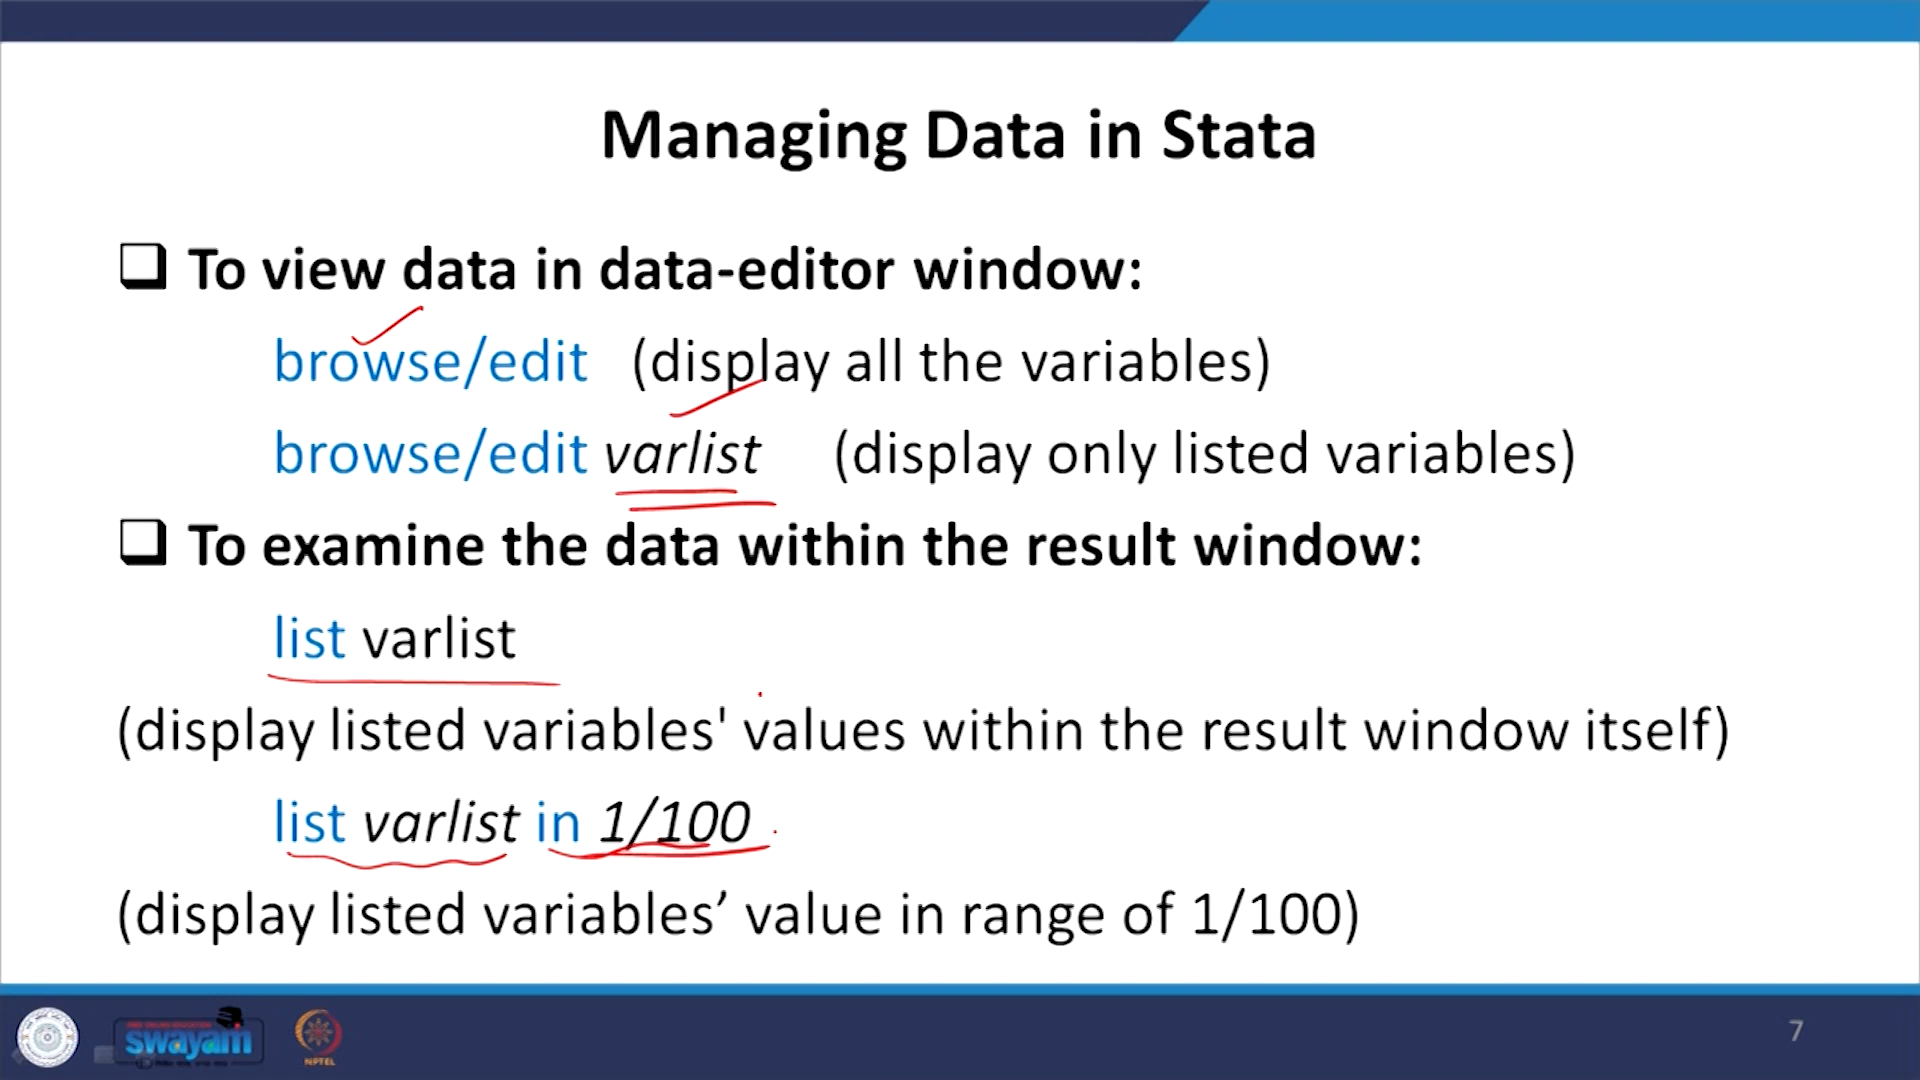 Managing Data in Stata
To view data in data-editor window:
browse/edit (display all the variables)
browse/edit varlist (display only listed variables)
To examine the data within the result window:
list varlist
(display listed variables' values within the result window itself)
list varlist in 1/100
(display listed variables’ value in range of 1/100)
swayam
NPTEL
7